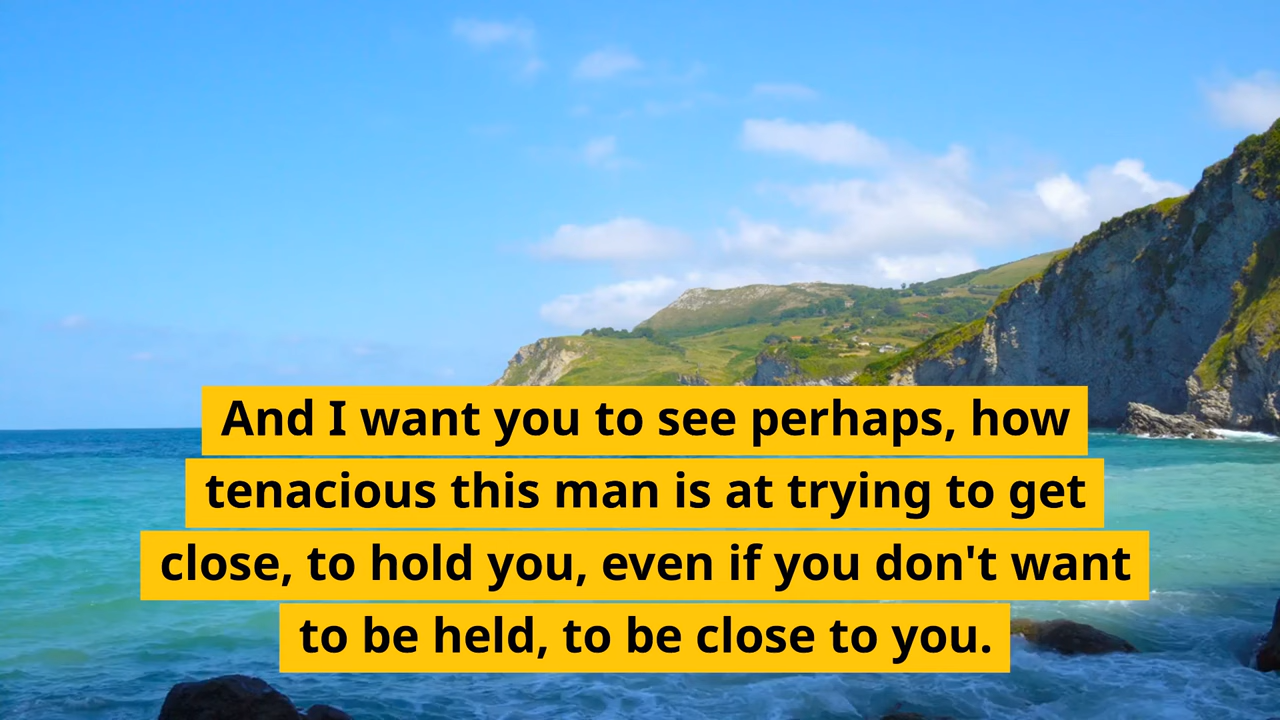 And I want you to see perhaps, how
tenacious this man is at trying to get
close, to hold you, even if you don't want
to be held, to be close to you.